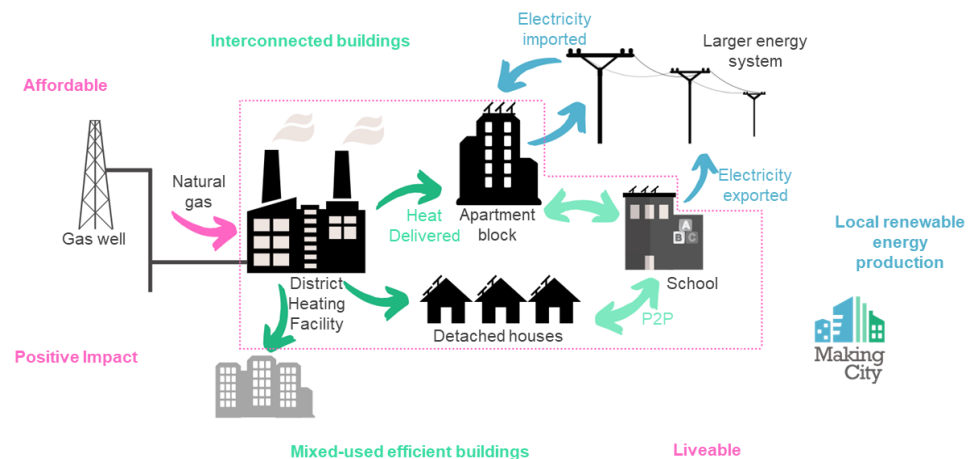 Electricity
imported
Interconnected buildings
Larger energy
system
Affordable
Natural
gas
Gas well
Heat
Delivered
Apartment
block
Electricity
exported
A
B C
School
Local renewable
energy
production
District
Heating
Facility
Detached houses
P2P
Positive Impact
Making
City
Mixed-used efficient buildings
Liveable